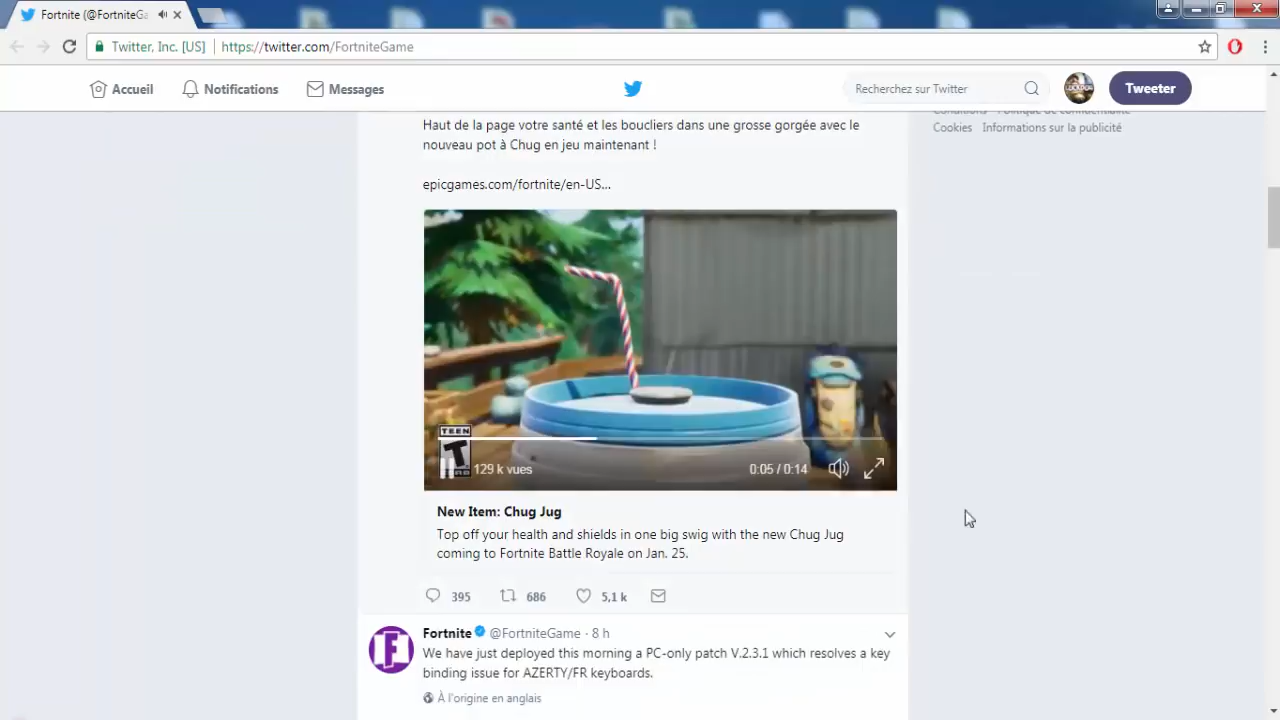 Fortnite (@FortniteGa
Twitter, Inc. [US] https://twitter.com/FortniteGame
Accueil Notifications Messages Recherchez sur Twitter Tweeter
Conditions Politique de confidentialité
Cookies Informations sur la publicité
Haut de la page votre santé et les boucliers dans une grosse gorgée avec le
nouveau pot à Chug en jeu maintenant !
epicgames.com/fortnite/en-US...
TEEN
T
129 k vues 0:05 / 0:14
New Item: Chug Jug
Top off your health and shields in one big swig with the new Chug Jug
coming to Fortnite Battle Royale on Jan. 25.
395 686 5,1 k
Fortnite @FortniteGame · 8 h
We have just deployed this morning a PC-only patch V.2.3.1 which resolves a key
binding issue for AZERTY/FR keyboards.
À l'origine en anglais